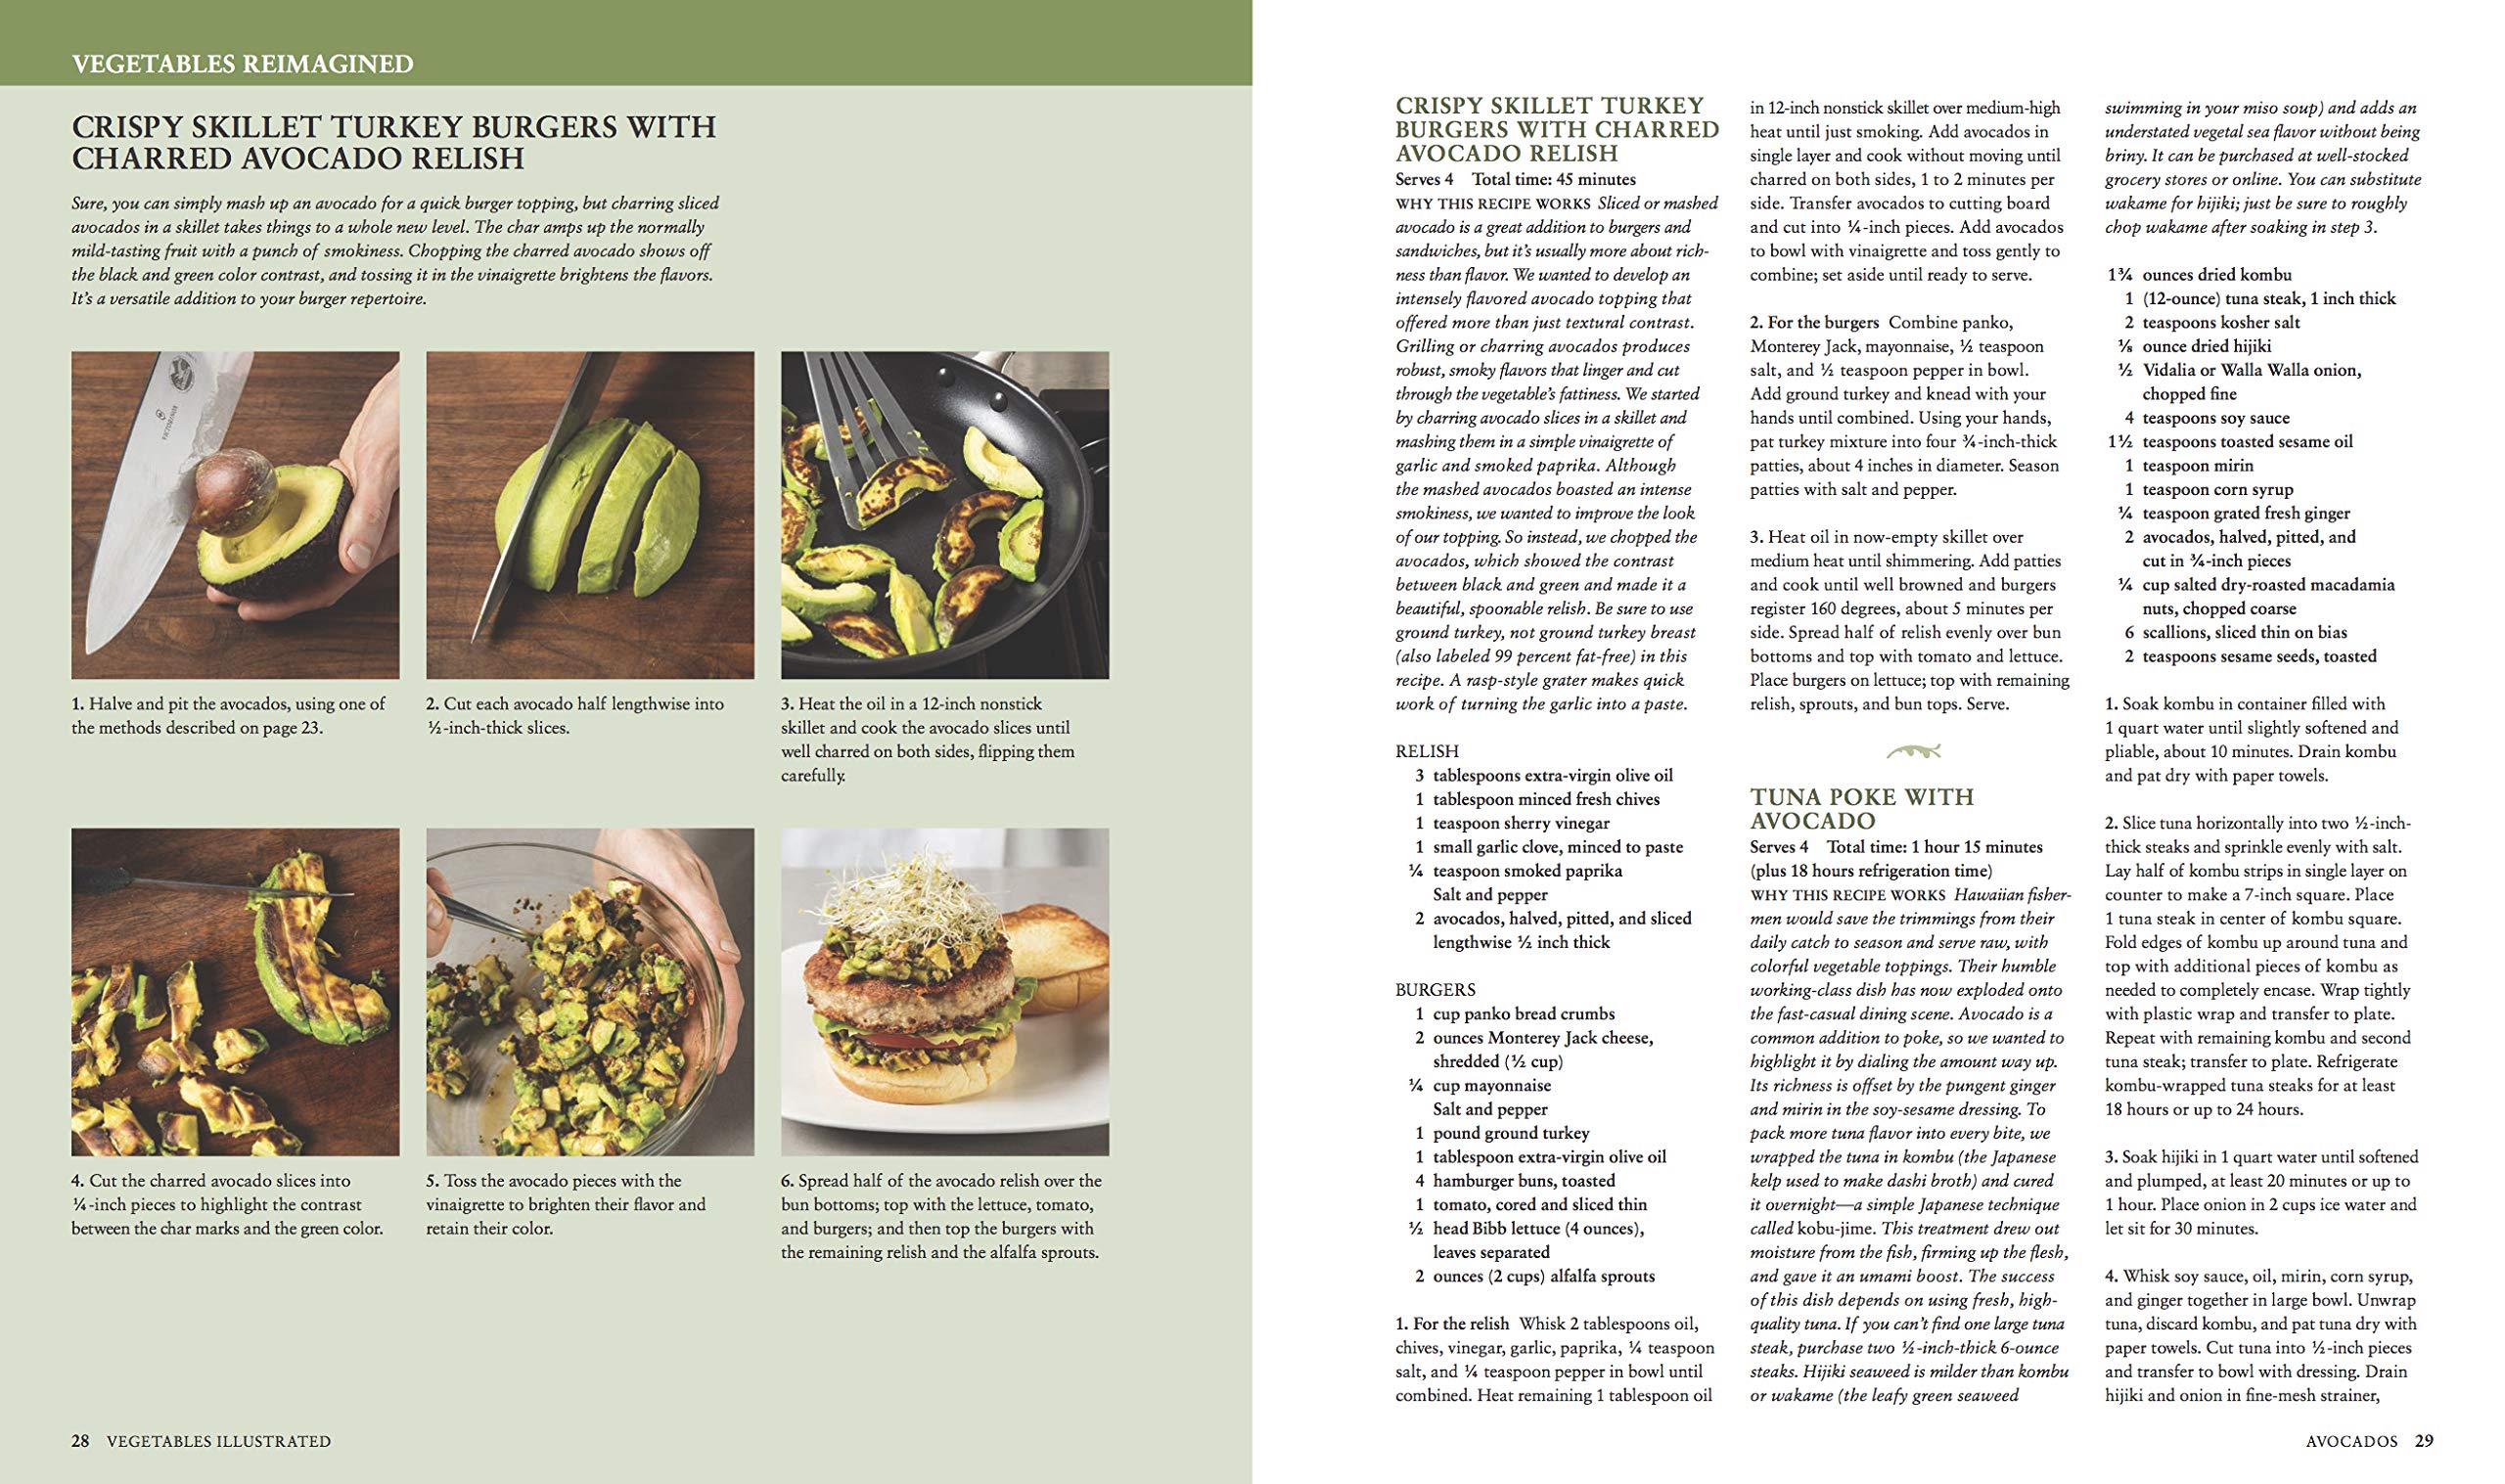 VEGETABLES REIMAGINED
CRISPY SKILLET TURKEY BURGERS WITH
CHARRED AVOCADO RELISH
Sure, you can simply mash up an avocado for a quick burger topping, but charring sliced
avocados in a skillet takes things to a whole new level. The char amps up the normally
mild-tasting fruit with a punch of smokiness. Chopping the charred avocado shows off
the black and green color contrast, and tossing it in the vinaigrette brightens the flavors.
It's a versatile addition to your burger repertoire.
1. Halve and pit the avocados, using one of
the methods described on page 23.
2. Cut each avocado half lengthwise into
½-inch-thick slices.
3. Heat the oil in a 12-inch nonstick
skillet and cook the avocado slices until
well charred on both sides, flipping them
carefully.
4. Cut the charred avocado slices into
¼-inch pieces to highlight the contrast
between the char marks and the green color.
5. Toss the avocado pieces with the
vinaigrette to brighten their flavor and
retain their color.
6. Spread half of the avocado relish over the
bun bottoms; top with the lettuce, tomato,
and burgers; and then top the burgers with
the remaining relish and the alfalfa sprouts.
28 VEGETABLES ILLUSTRATED
CRISPY SKILLET TURKEY
BURGERS WITH CHARRED
AVOCADO RELISH
Serves 4 Total time: 45 minutes
WHY THIS RECIPE WORKS Sliced or mashed
avocado is a great addition to burgers and
sandwiches, but it's usually more about rich-
ness than flavor. We wanted to develop an
intensely flavored avocado topping that
offered more than just textural contrast.
Grilling or charring avocados produces
robust, smoky flavors that linger and cut
through the vegetable's fattiness. We started
by charring avocado slices in a skillet and
mashing them in a simple vinaigrette of
garlic and smoked paprika. Although
the mashed avocados boasted an intense
smokiness, we wanted to improve the look
of our topping. So instead, we chopped the
avocados, which showed the contrast
between black and green and made it a
beautiful, spoonable relish. Be sure to use
ground turkey, not ground turkey breast
(also labeled 99 percent fat-free) in this
recipe. A rasp-style grater makes quick
work of turning the garlic into a paste.
RELISH
3 tablespoons extra-virgin olive oil
1 tablespoon minced fresh chives
1 teaspoon sherry vinegar
1 small garlic clove, minced to paste
¼ teaspoon smoked paprika
Salt and pepper
2 avocados, halved, pitted, and sliced
lengthwise ½ inch thick
BURGERS
1 cup panko bread crumbs
2 ounces Monterey Jack cheese,
shredded (½ cup)
¼ cup mayonnaise
Salt and pepper
1 pound ground turkey
1 tablespoon extra-virgin olive oil
4 hamburger buns, toasted
1 tomato, cored and sliced thin
½ head Bibb lettuce (4 ounces),
leaves separated
2 ounces (2 cups) alfalfa sprouts
1. For the relish Whisk 2 tablespoons oil,
chives, vinegar, garlic, paprika, ¼ teaspoon
salt, and ¼ teaspoon pepper in bowl until
combined. Heat remaining 1 tablespoon oil
in 12-inch nonstick skillet over medium-high
heat until just smoking. Add avocados in
single layer and cook without moving until
charred on both sides, 1 to 2 minutes per
side. Transfer avocados to cutting board
and cut into ¼-inch pieces. Add avocados
to bowl with vinaigrette and toss gently to
combine; set aside until ready to serve.
2. For the burgers Combine panko,
Monterey Jack, mayonnaise, ½ teaspoon
salt, and ½ teaspoon pepper in bowl.
Add ground turkey and knead with your
hands until combined. Using your hands,
pat turkey mixture into four ¾-inch-thick
patties, about 4 inches in diameter. Season
patties with salt and pepper.
3. Heat oil in now-empty skillet over
medium heat until shimmering. Add patties
and cook until well browned and burgers
register 160 degrees, about 5 minutes per
side. Spread half of relish evenly over bun
bottoms and top with tomato and lettuce.
Place burgers on lettuce; top with remaining
relish, sprouts, and bun tops. Serve.
TUNA POKE WITH
AVOCADO
Serves 4 Total time: 1 hour 15 minutes
(plus 18 hours refrigeration time)
WHY THIS RECIPE WORKS Hawaiian fisher-
men would save the trimmings from their
daily catch to season and serve raw, with
colorful vegetable toppings. Their humble
working-class dish has now exploded onto
the fast-casual dining scene. Avocado is a
common addition to poke, so we wanted to
highlight it by dialing the amount way up.
Its richness is offset by the pungent ginger
and mirin in the soy-sesame dressing. To
pack more tuna flavor into every bite, we
wrapped the tuna in kombu (the Japanese
kelp used to make dashi broth) and cured
it overnight—a simple Japanese technique
called kobu-jime. This treatment drew out
moisture from the fish, firming up the flesh,
and gave it an umami boost. The success
of this dish depends on using fresh, high-
quality tuna. If you can't find one large tuna
steak, purchase two ½-inch-thick 6-ounce
steaks. Hijiki seaweed is milder than kombu
or wakame (the leafy green seaweed
swimming in your miso soup) and adds an
understated vegetal sea flavor without being
briny. It can be purchased at well-stocked
grocery stores or online. You can substitute
wakame for hijiki; just be sure to roughly
chop wakame after soaking in step 3.
1¾ ounces dried kombu
1 (12-ounce) tuna steak, 1 inch thick
2 teaspoons kosher salt
⅛ ounce dried hijiki
½ Vidalia or Walla Walla onion,
chopped fine
4 teaspoons soy sauce
1½ teaspoons toasted sesame oil
1 teaspoon mirin
1 teaspoon corn syrup
¼ teaspoon grated fresh ginger
2 avocados, halved, pitted, and
cut in ¾-inch pieces
¼ cup salted dry-roasted macadamia
nuts, chopped coarse
6 scallions, sliced thin on bias
2 teaspoons sesame seeds, toasted
1. Soak kombu in container filled with
1 quart water until slightly softened and
pliable, about 10 minutes. Drain kombu
and pat dry with paper towels.
2. Slice tuna horizontally into two ½-inch-
thick steaks and sprinkle evenly with salt.
Lay half of kombu strips in single layer on
counter to make a 7-inch square. Place
1 tuna steak in center of kombu square.
Fold edges of kombu up around tuna and
top with additional pieces of kombu as
needed to completely encase. Wrap tightly
with plastic wrap and transfer to plate.
Repeat with remaining kombu and second
tuna steak; transfer to plate. Refrigerate
kombu-wrapped tuna steaks for at least
18 hours or up to 24 hours.
3. Soak hijiki in 1 quart water until softened
and plumped, at least 20 minutes or up to
1 hour. Place onion in 2 cups ice water and
let sit for 30 minutes.
4. Whisk soy sauce, oil, mirin, corn syrup,
and ginger together in large bowl. Unwrap
tuna, discard kombu, and pat tuna dry with
paper towels. Cut tuna into ½-inch pieces
and transfer to bowl with dressing. Drain
hijiki and onion in fine-mesh strainer,
AVOCADOS 29